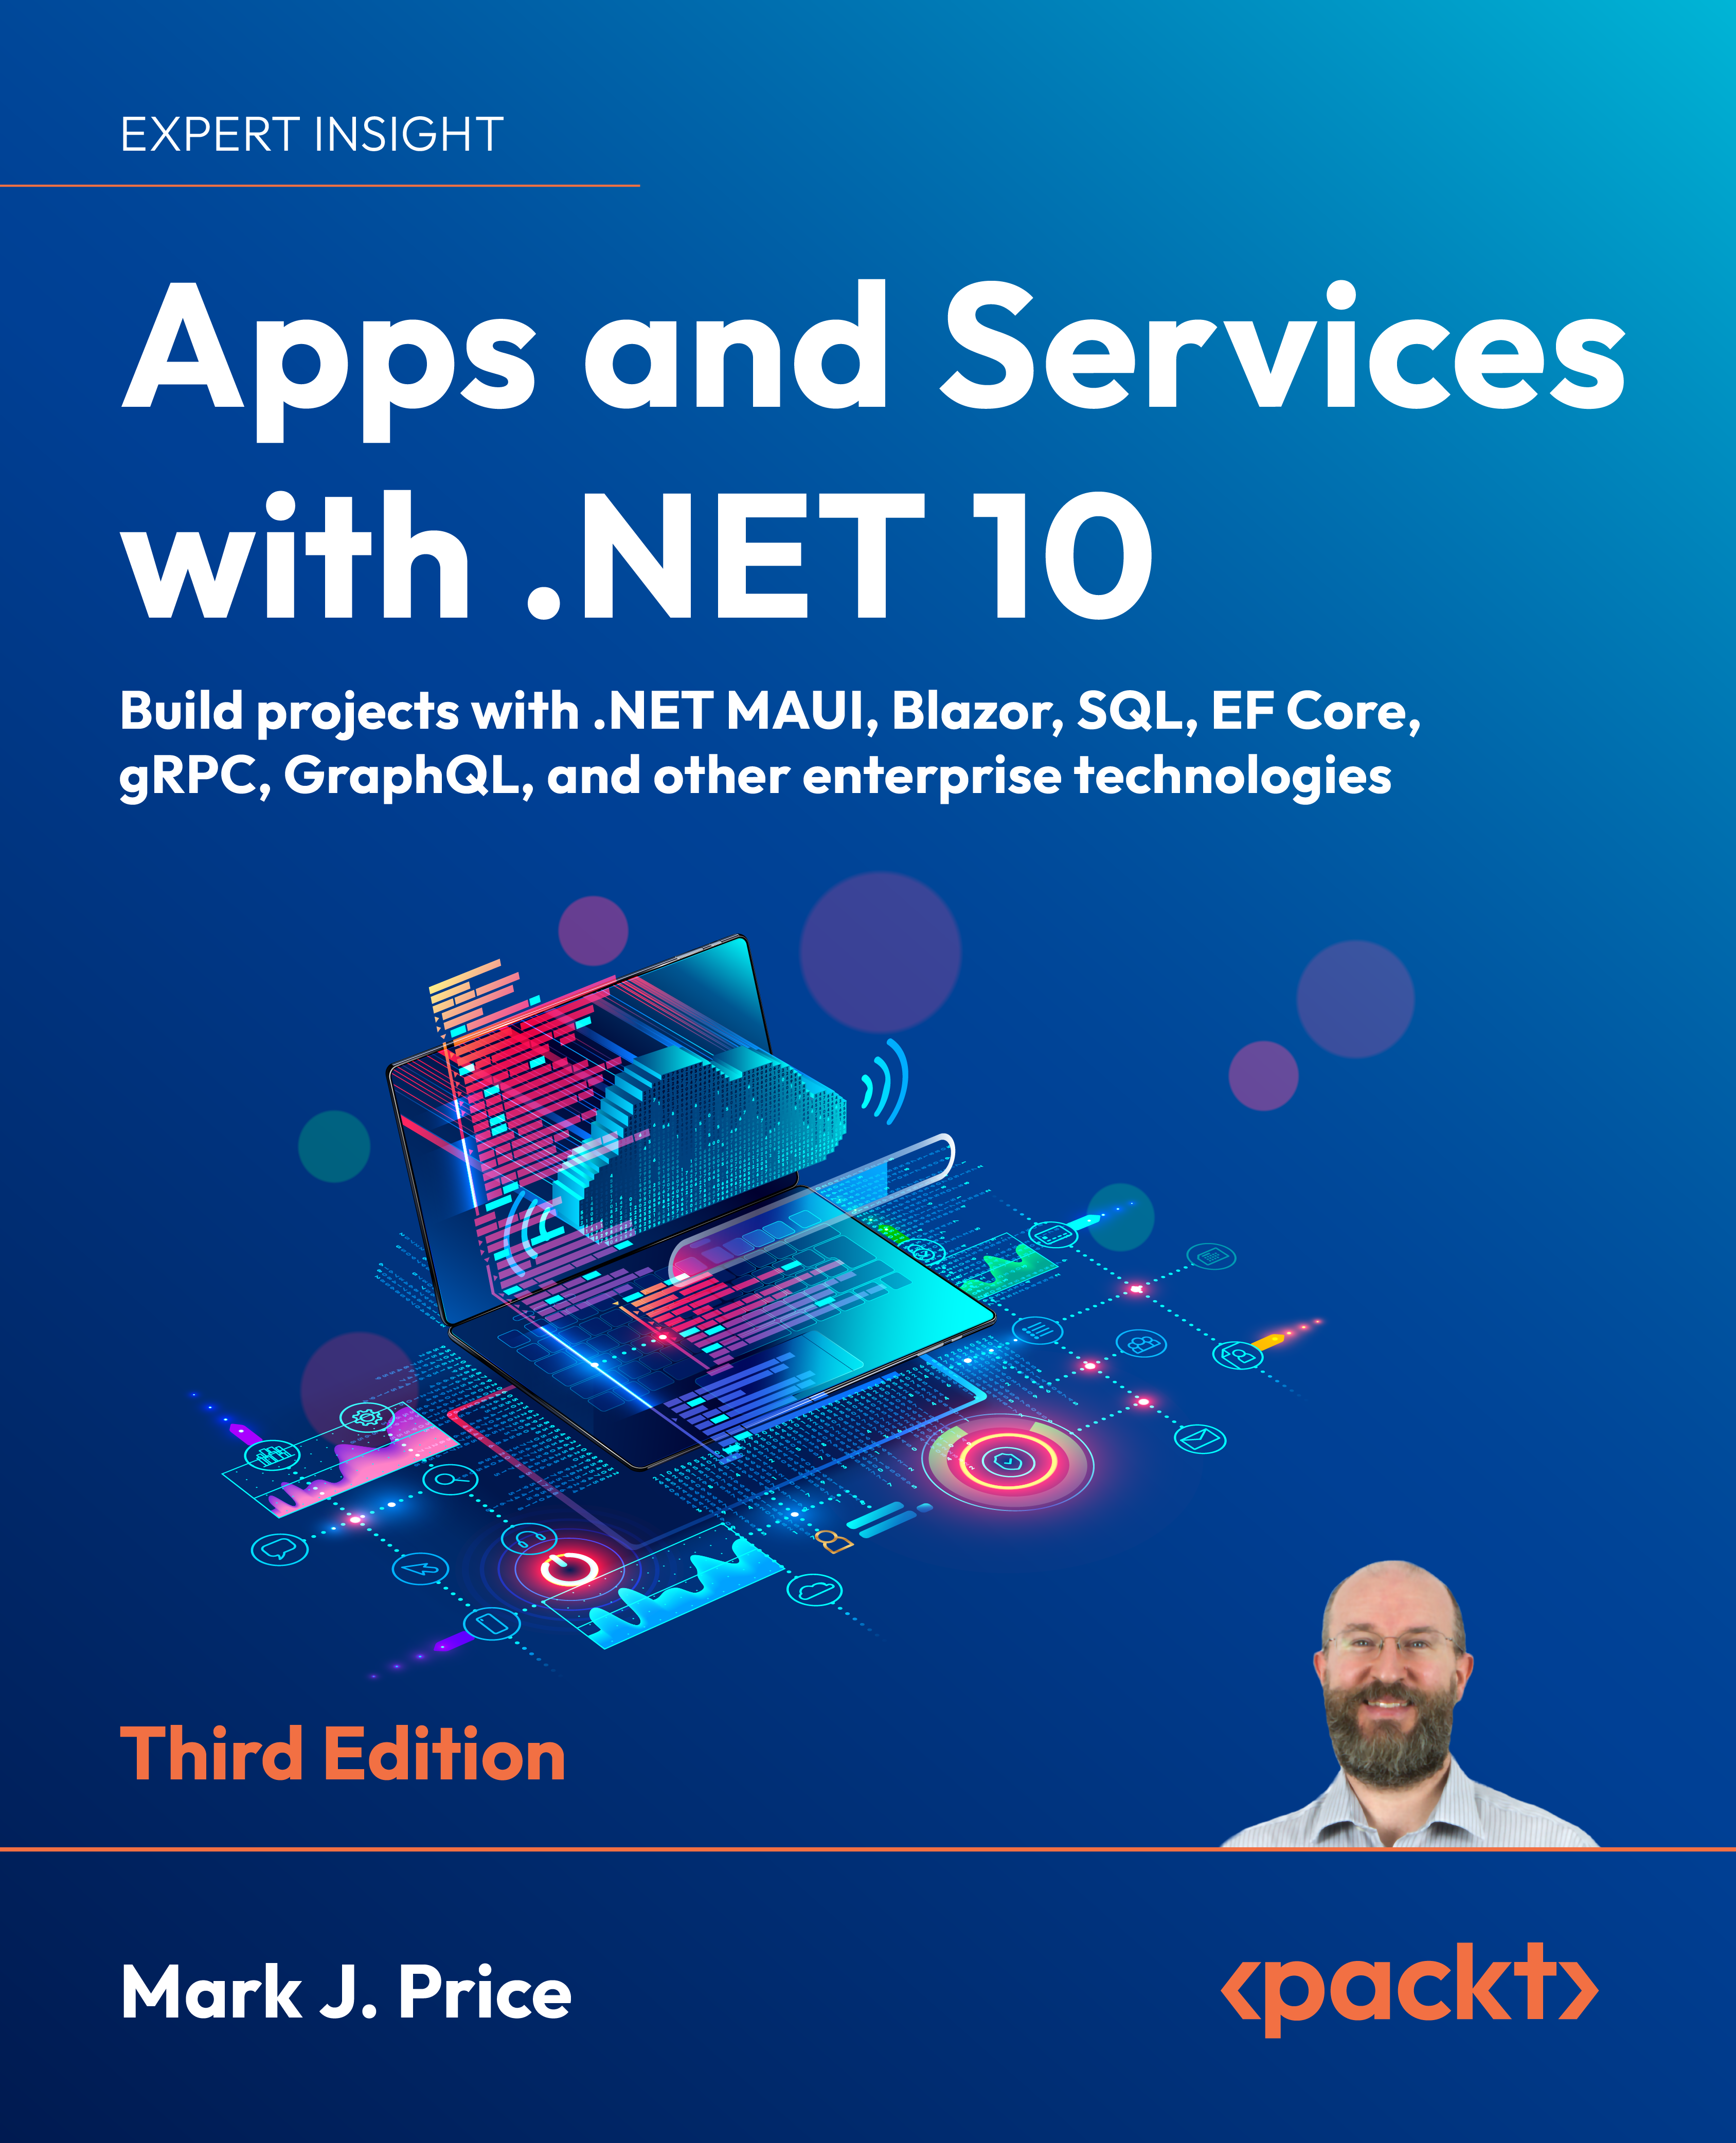 EXPERT INSIGHT
Apps and Services
with .NET 10
Build projects with .NET MAUI, Blazor, SQL, EF Core,
gRPC, GraphQL, and other enterprise technologies
Third Edition
Mark J. Price
<packt>